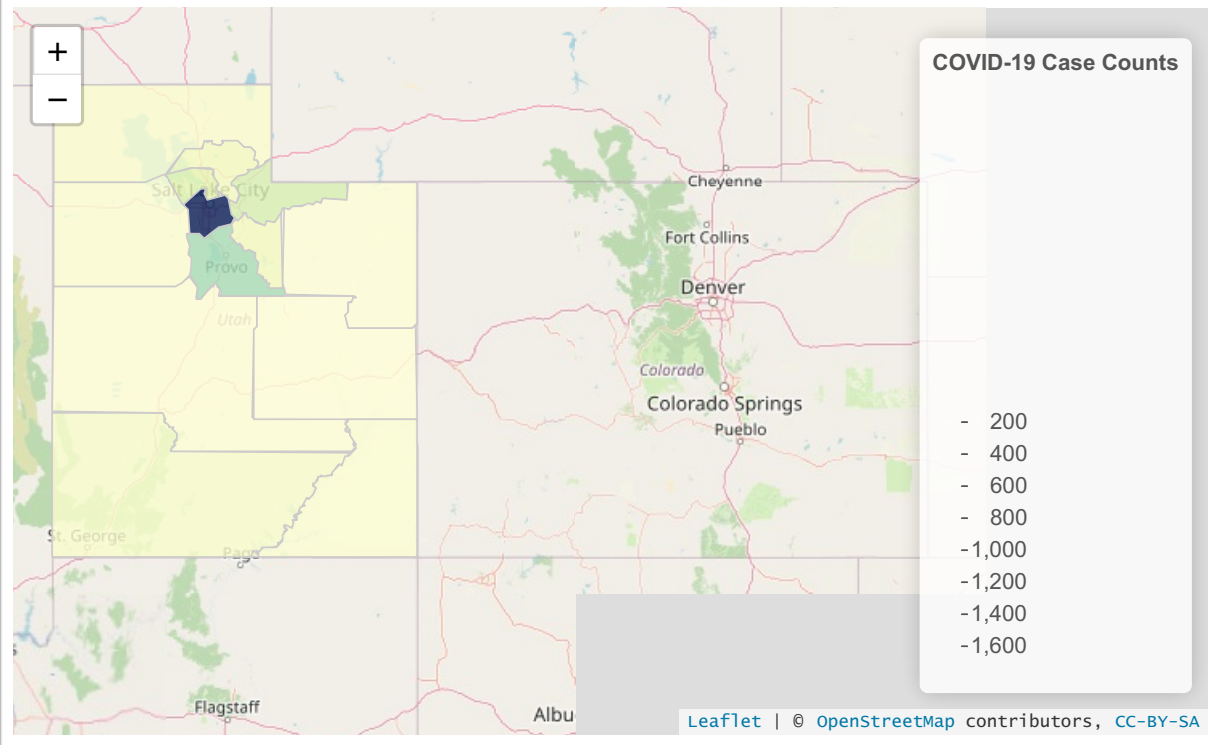 +
−
COVID-19 Case Counts
Salt Lake City
Cheyenne
Fort Collins
Provo
Denver
Utah
Colorado
Colorado Springs
- 200
Pueblo
- 400
- 600
- 800
St. George
Page
-1,000
-1,200
-1,400
-1,600
Flagstaff
Albu
Leaflet | © OpenStreetMap contributors, CC-BY-SA